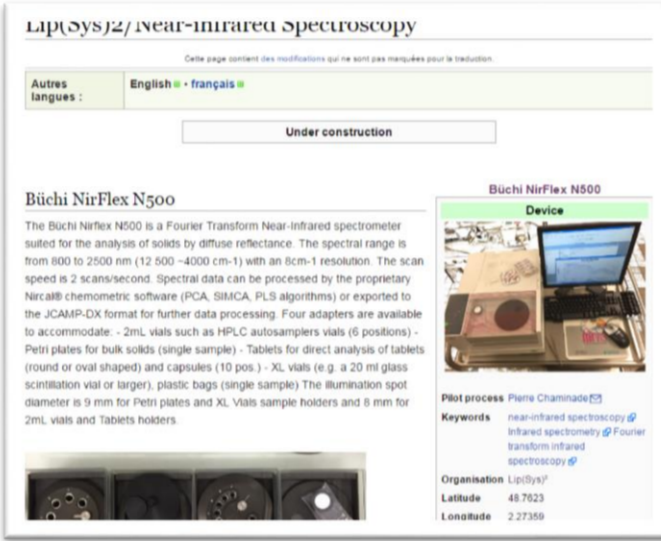 Lip(Sys)2/Near-Infrared Spectroscopy
Cette page contient des modifications qui ne sont pas marquées pour la traduction.
Autres langues :
English • français
Under construction
Büchi NirFlex N500
The Büchi Nirflex N500 is a Fourier Transform Near-Infrared spectrometer
suited for the analysis of solids by diffuse reflectance. The spectral range is
from 800 to 2500 nm (12 500 –4000 cm-1) with an 8cm-1 resolution. The scan
speed is 2 scans/second. Spectral data can be processed by the proprietary
Nircal® chemometric software (PCA, SIMCA, PLS algorithms) or exported to
the JCAMP-DX format for further data processing. Four adapters are available
to accommodate: - 2mL vials such as HPLC autosamplers vials (6 positions) -
Petri plates for bulk solids (single sample) - Tablets for direct analysis of tablets
(round or oval shaped) and capsules (10 pos.) - XL vials (e.g. a 20 ml glass
scintillation vial or larger), plastic bags (single sample) The illumination spot
diameter is 9 mm for Petri plates and XL Vials sample holders and 8 mm for
2mL vials and Tablets holders.
Büchi NirFlex N500
Device
Pilot process Pierre Chaminade
Keywords near-infrared spectroscopy
Infrared spectrometry Fourier
transform infrared
spectroscopy
Organisation Lip(Sys)²
Latitude 48.7623
Longitude 2.27359